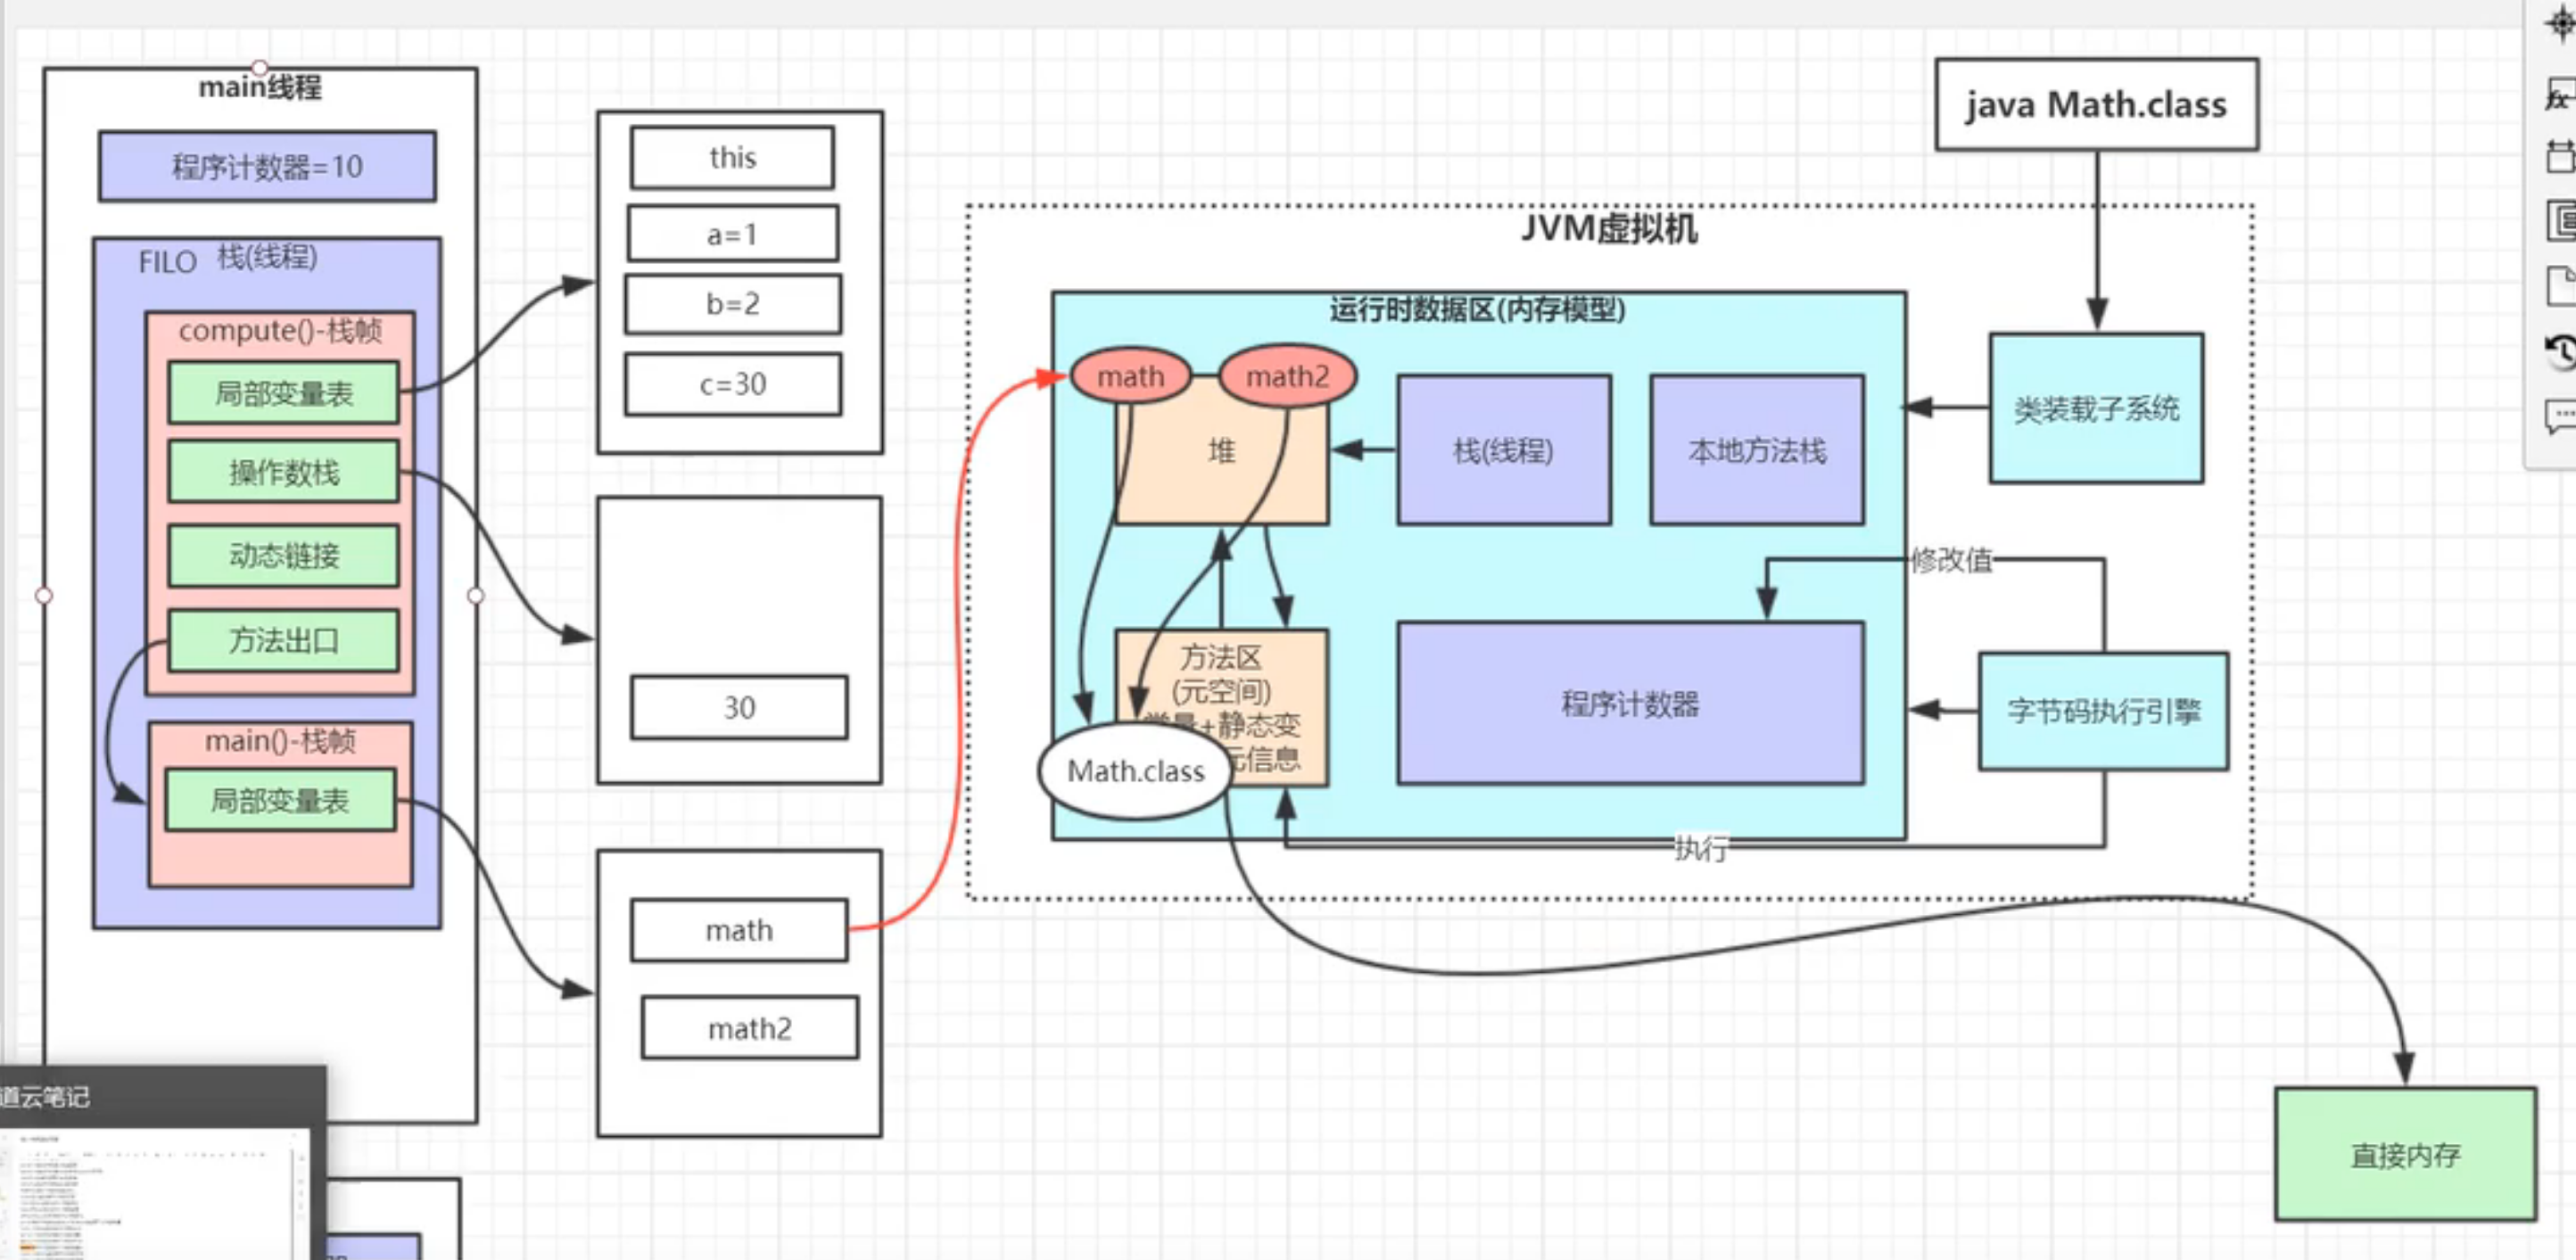 main线程
程序计数器=10
FILO 栈(线程)
compute()-栈帧
局部变量表
操作数栈
动态链接
方法出口
main()-栈帧
局部变量表
this
a=1
b=2
c=30
30
math
math2
java Math.class
JVM虚拟机
运行时数据区(内存模型)
math
math2
堆
栈(线程)
本地方法栈
类装载子系统
修改值
方法区
(元空间)
+静态变
信息
Math.class
程序计数器
字节码执行引擎
执行
直接内存
道云笔记